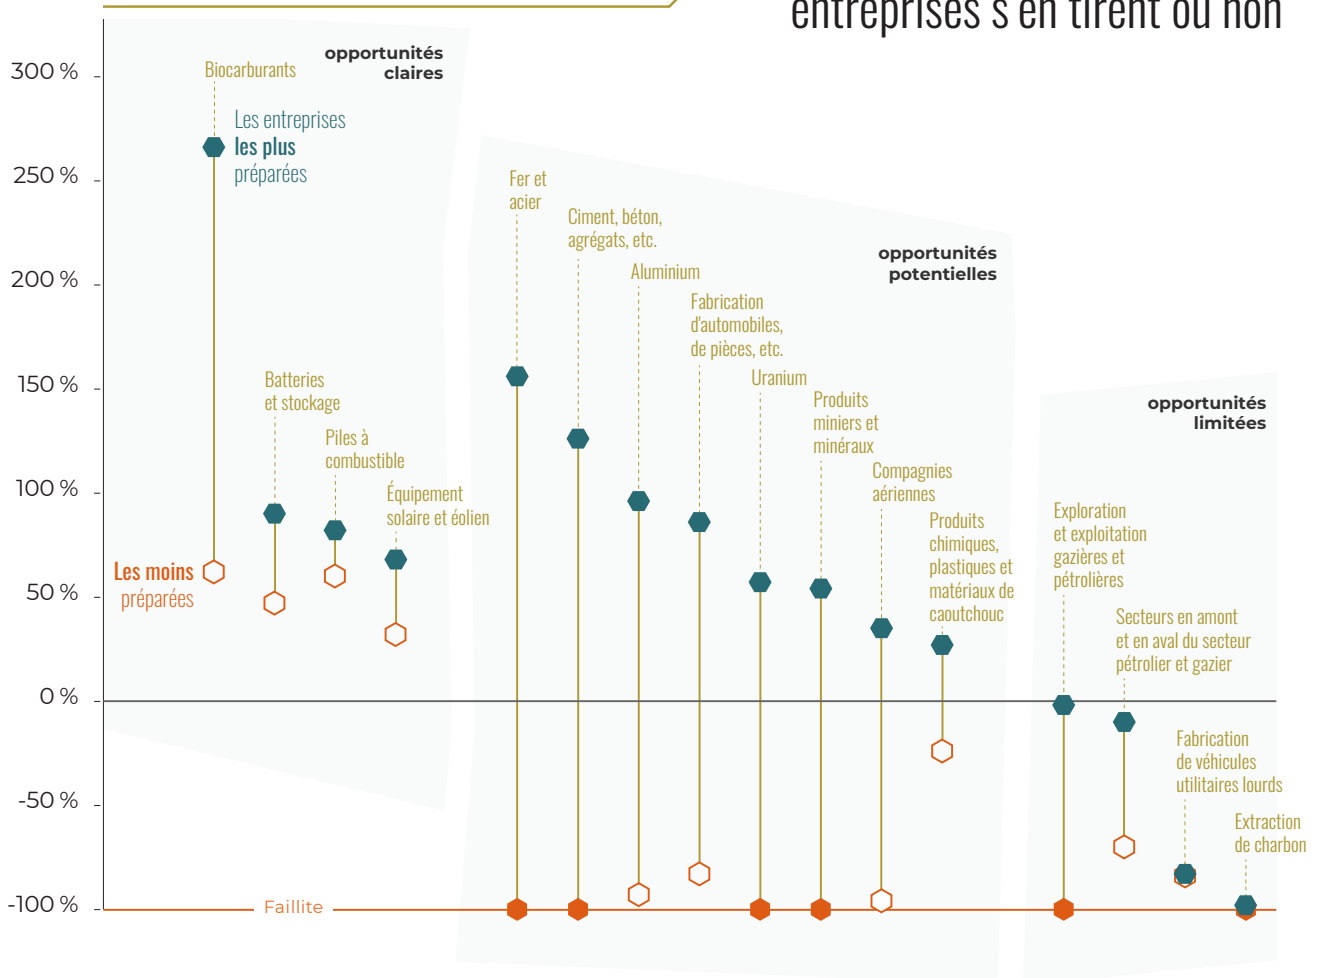 entreprises s'en tirent ou non
300 %
250 %
200 %
150 %
100 %
50 %
0 %
-50 %
-100 %
opportunités
claires
Biocarburants
Les entreprises
les plus
préparées
Batteries
et stockage
Piles à
combustible
Équipement
solaire et éolien
Les moins
préparées
opportunités
potentielles
Fer et
acier
Ciment, béton,
agrégats, etc.
Aluminium
Fabrication
d'automobiles,
de pièces, etc.
Uranium
Produits
miniers et
minéraux
Compagnies
aériennes
Produits
chimiques,
plastiques et
matériaux de
caoutchouc
opportunités
limitées
Exploration
et exploitation
gazières et
pétrolières
Secteurs en amont
et en aval du secteur
pétrolier et gazier
Fabrication
de véhicules
utilitaires lourds
Extraction
de charbon
Faillite